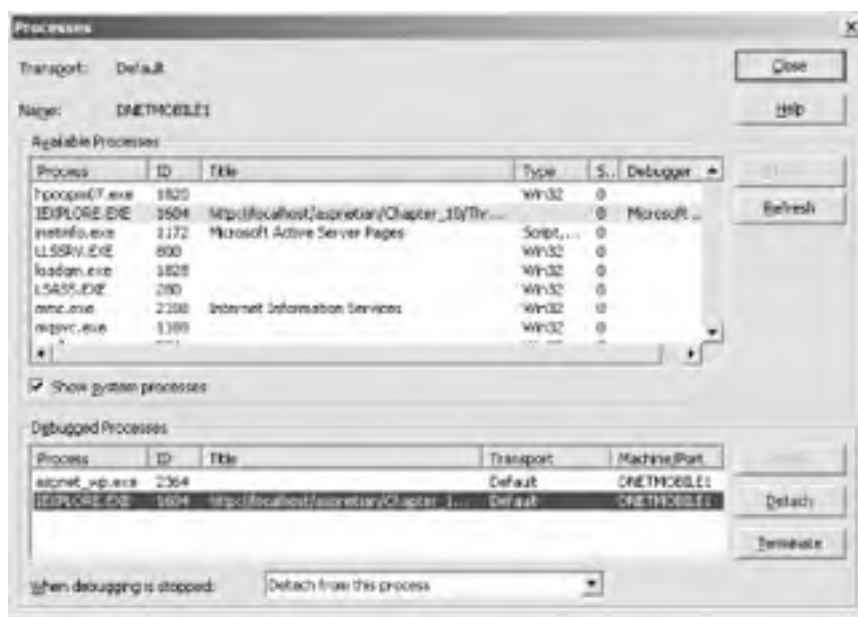 Processes
Transport: Default
Close
Name: DNETMOBILE1
Help
Available Processes
Process ID Title Type S.. Debugger
hpoopm07.exe 1820 Win32 0
IEXPLORE.EXE 1604 http://localhost/aspnetian/Chapter_10/Thr... 0 Microsoft ...
Refresh
inetinfo.exe 1172 Microsoft Active Server Pages Script,... 0
LLSSRV.EXE 800 Win32 0
loadqm.exe 1828 Win32 0
LSASS.EXE 280 Win32 0
mmc.exe Internet Information Services Win32 0
mqsvc.exe Win32 0
Show system processes
Debugged Processes
Process ID Title Transport Machine/Port
aspnet_wp.exe 2364 Default DNETMOBILE1
IEXPLORE.EXE 1604 http://localhost/aspnetian/Chapter_1... Default DNETMOBILE1
Detach
Terminate
When debugging is stopped: Detach from this process